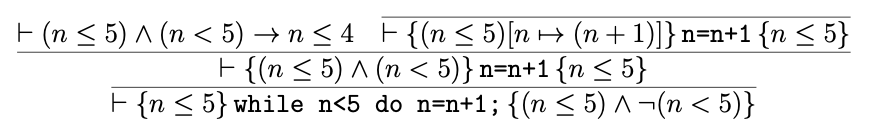 ⊢ (n ≤ 5) ∧ (n < 5) → n ≤ 4 ⊢ {(n ≤ 5)[n ↦ (n + 1)]} n=n+1 {n ≤ 5}
⊢ {(n ≤ 5) ∧ (n < 5)} n=n+1 {n ≤ 5}
⊢ {n ≤ 5} while n<5 do n=n+1; {(n ≤ 5) ∧ ¬(n < 5)}